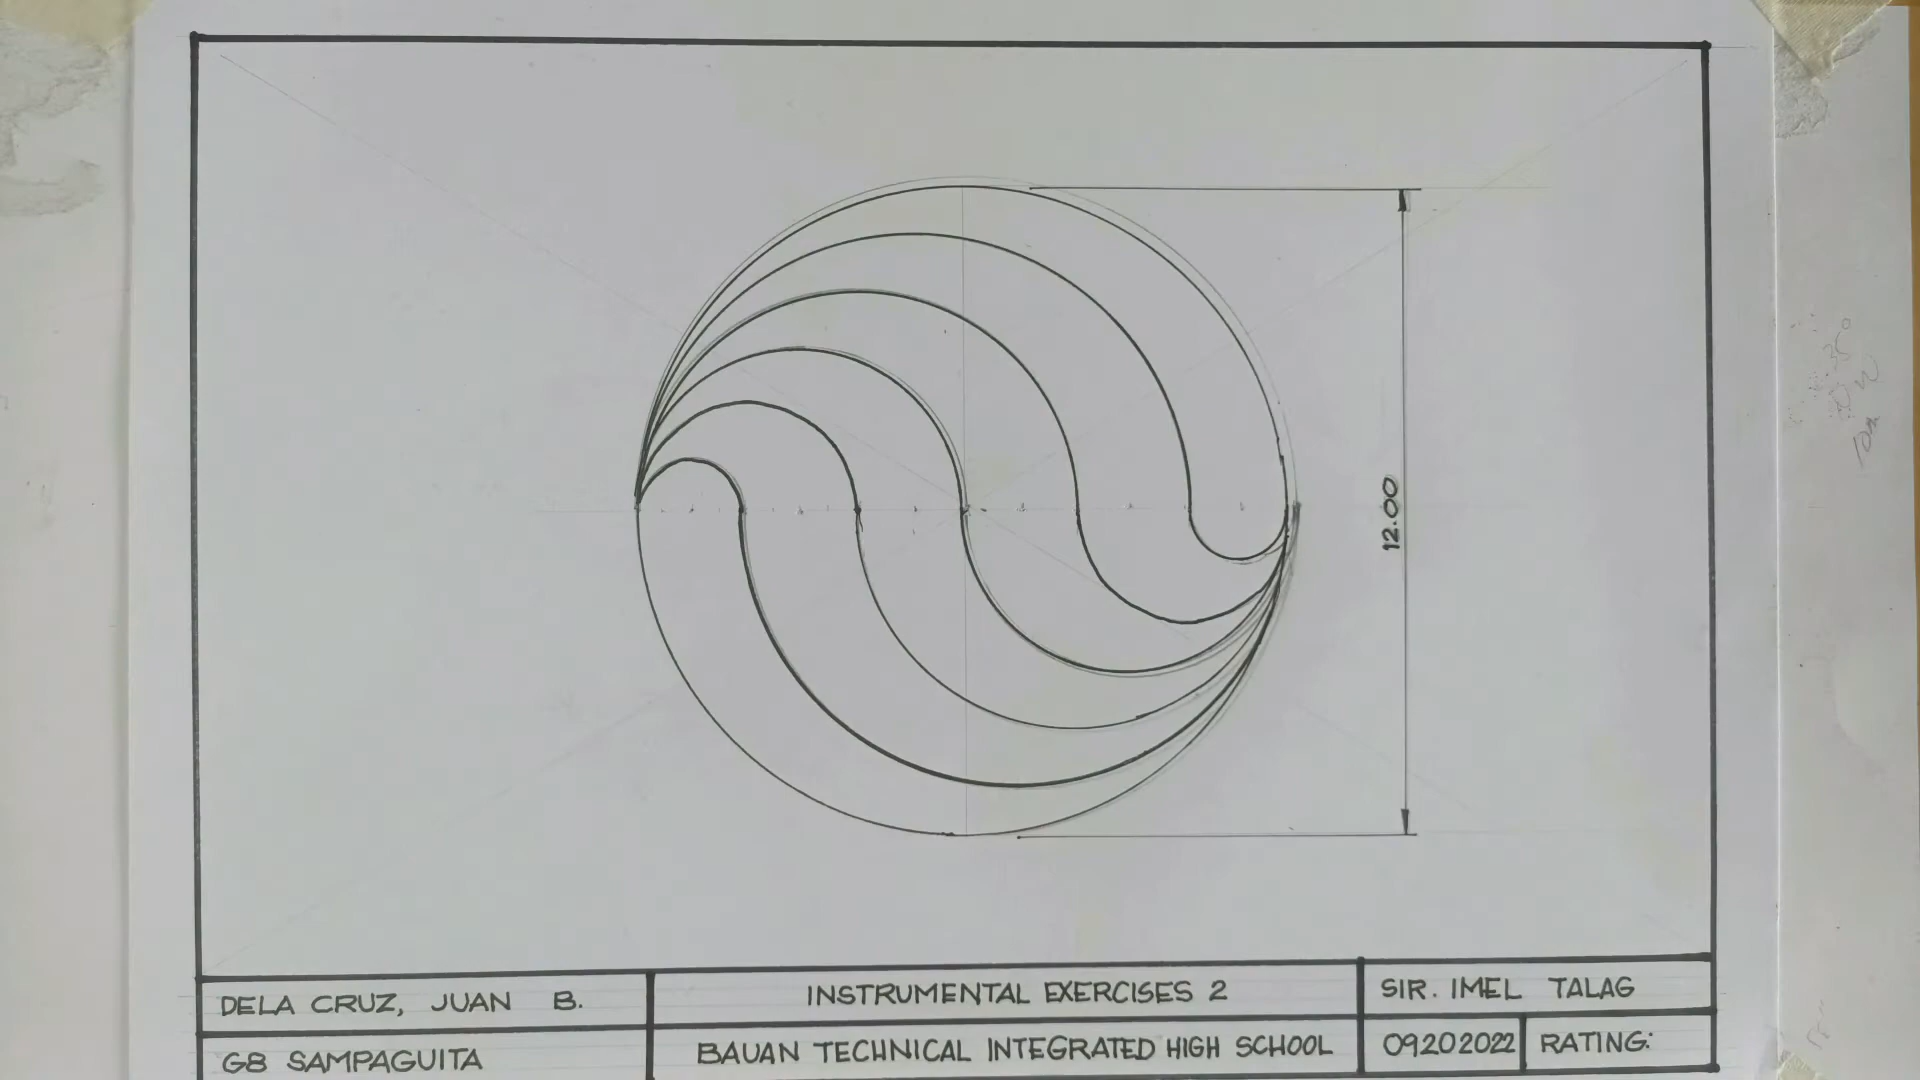 12.00
DELA CRUZ, JUAN B.
INSTRUMENTAL EXERCISES 2
SIR. IMEL TALAG
G8 SAMPAGUITA
BAUAN TECHNICAL INTEGRATED HIGH SCHOOL
09202022
RATING: